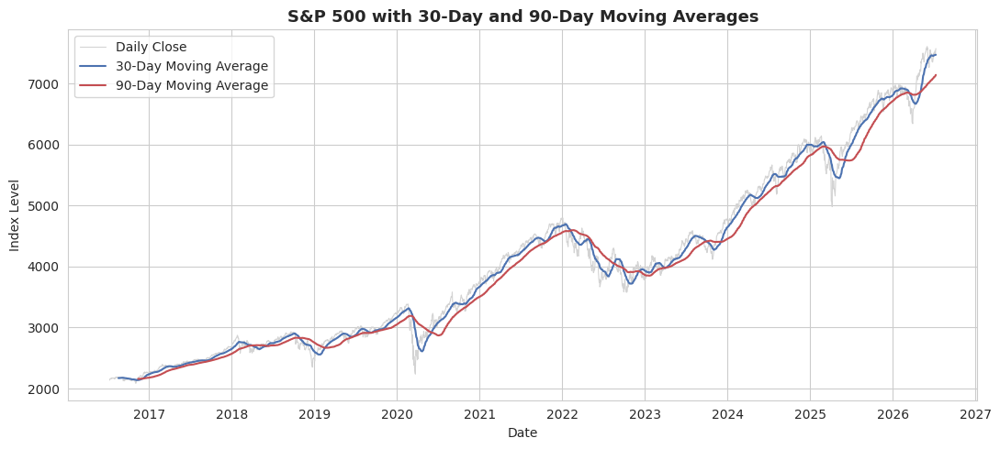 S&P 500 with 30-Day and 90-Day Moving Averages
Daily Close
30-Day Moving Average
90-Day Moving Average
Index Level
7000
6000
5000
4000
3000
2000
2017 2018 2019 2020 2021 2022 2023 2024 2025 2026 2027
Date